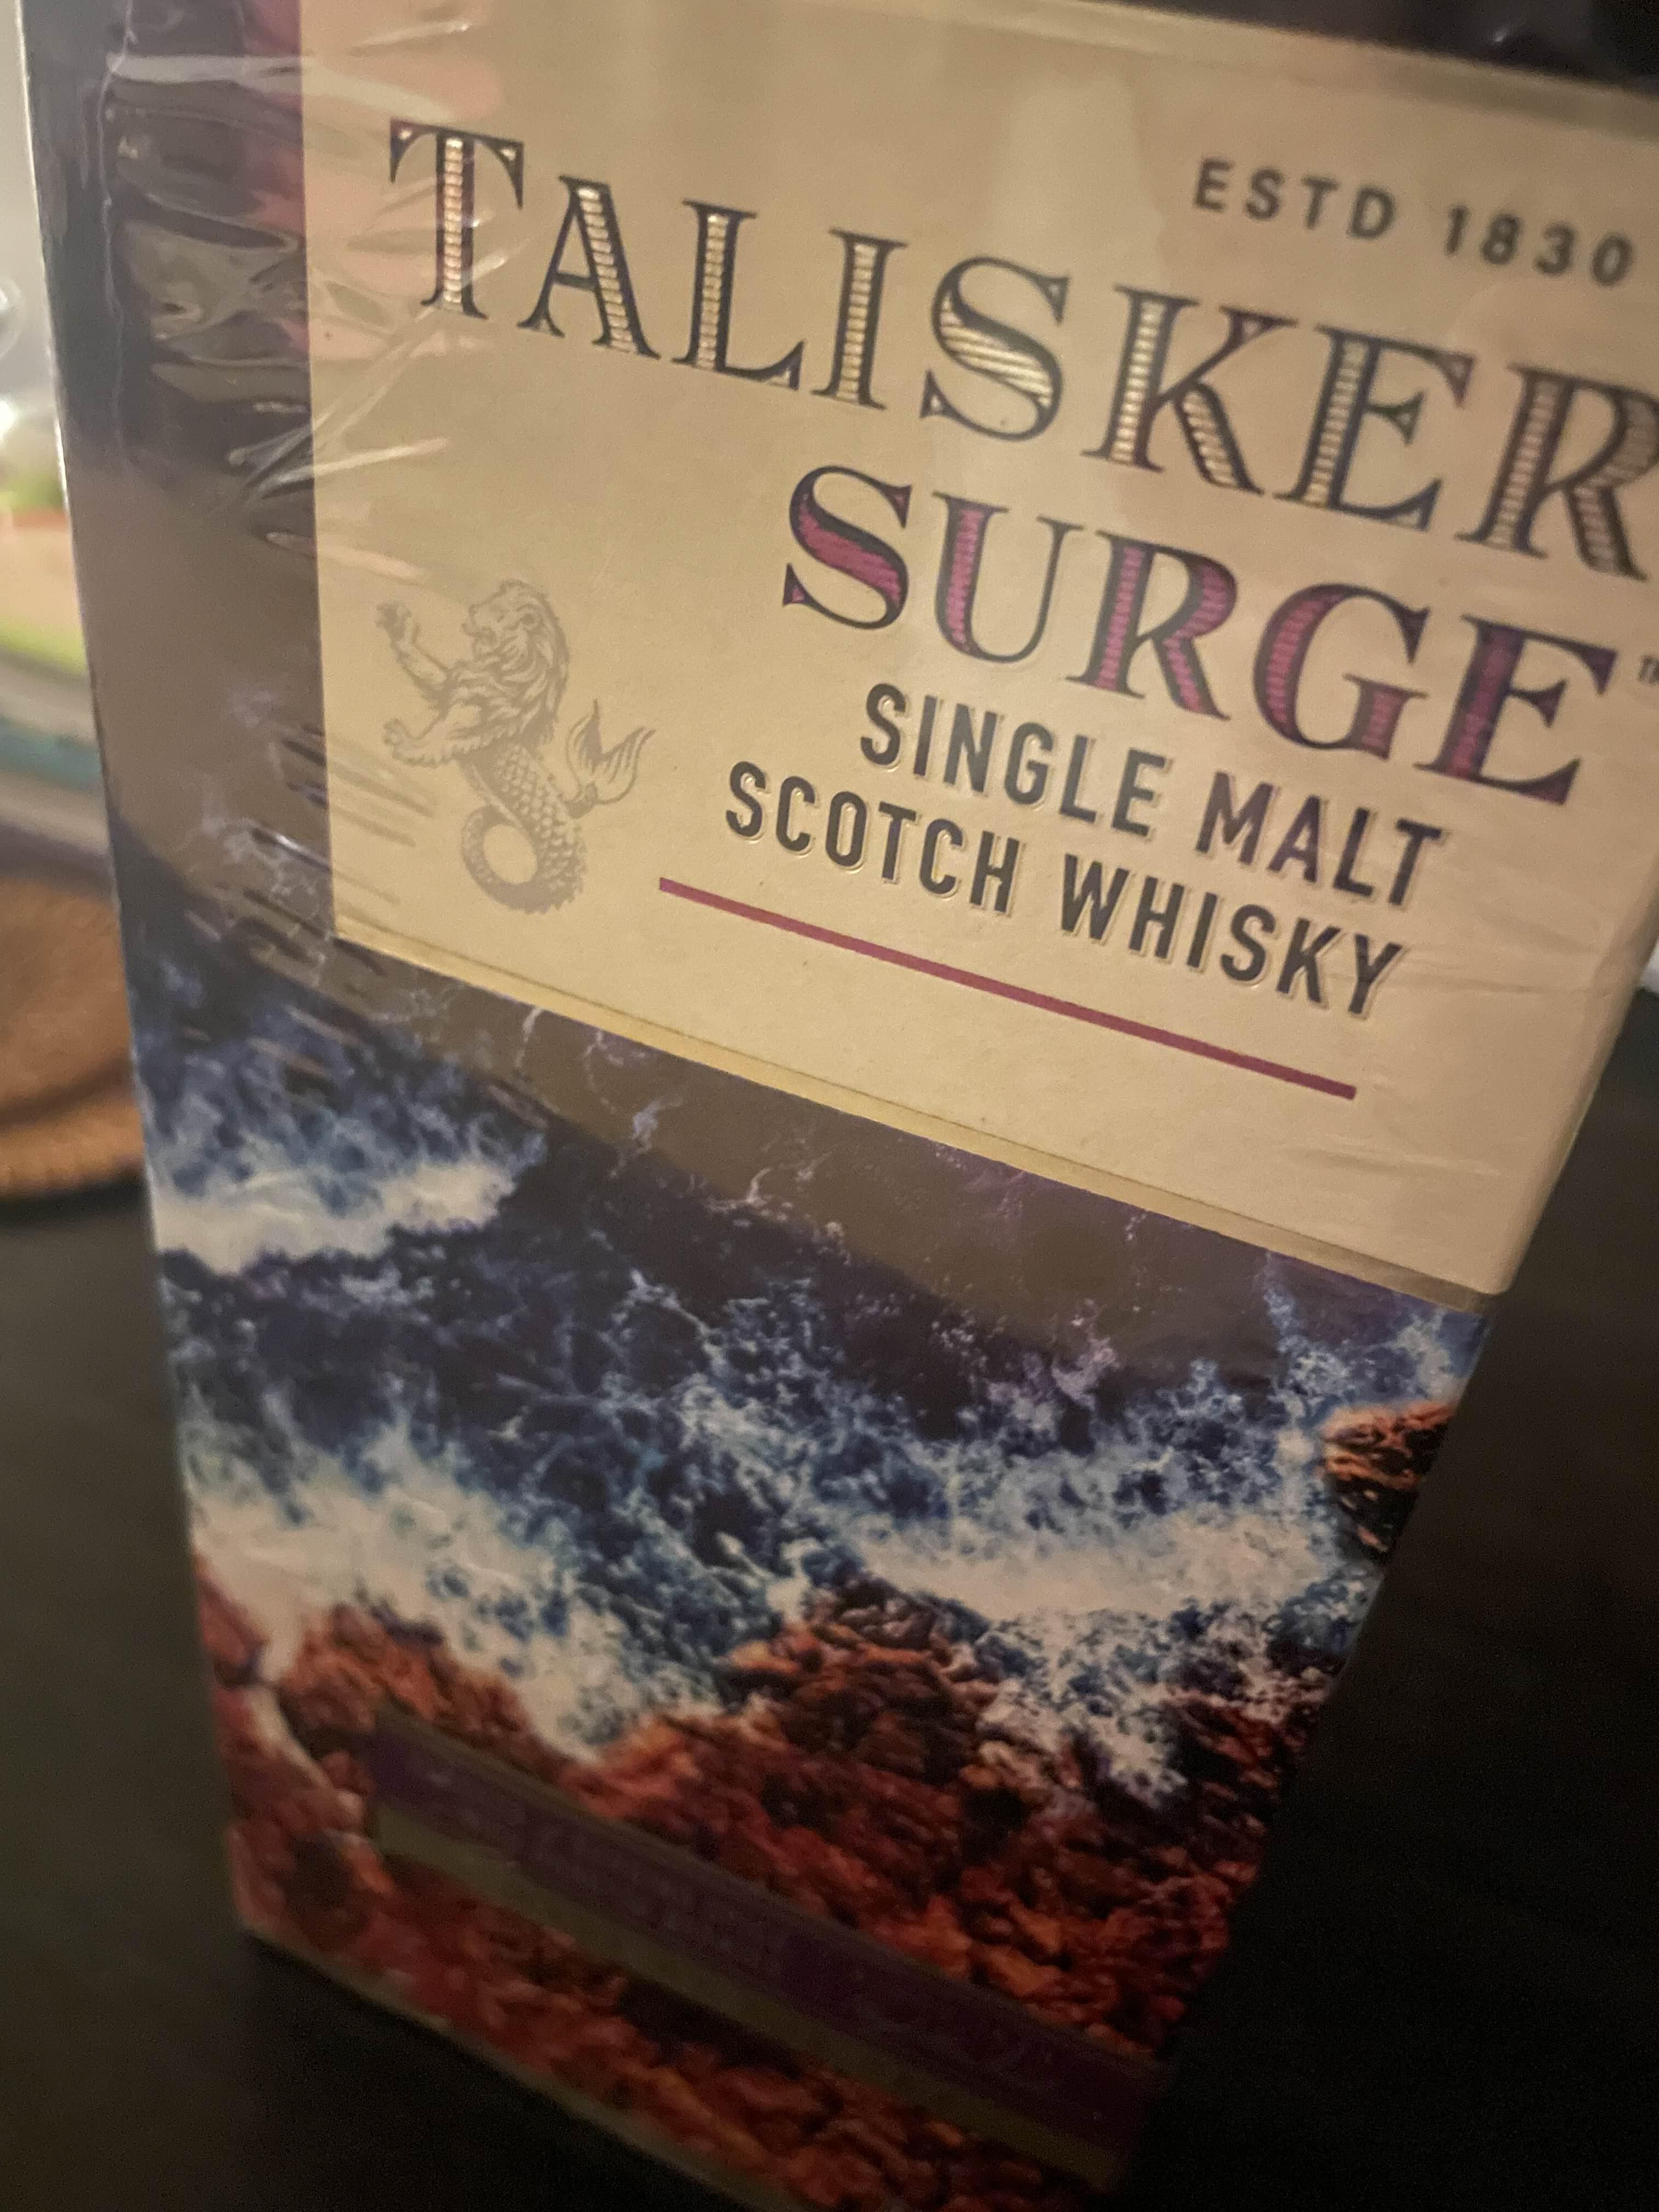 ESTD 1830
TALISKER
SURGE™
SINGLE MALT
SCOTCH WHISKY